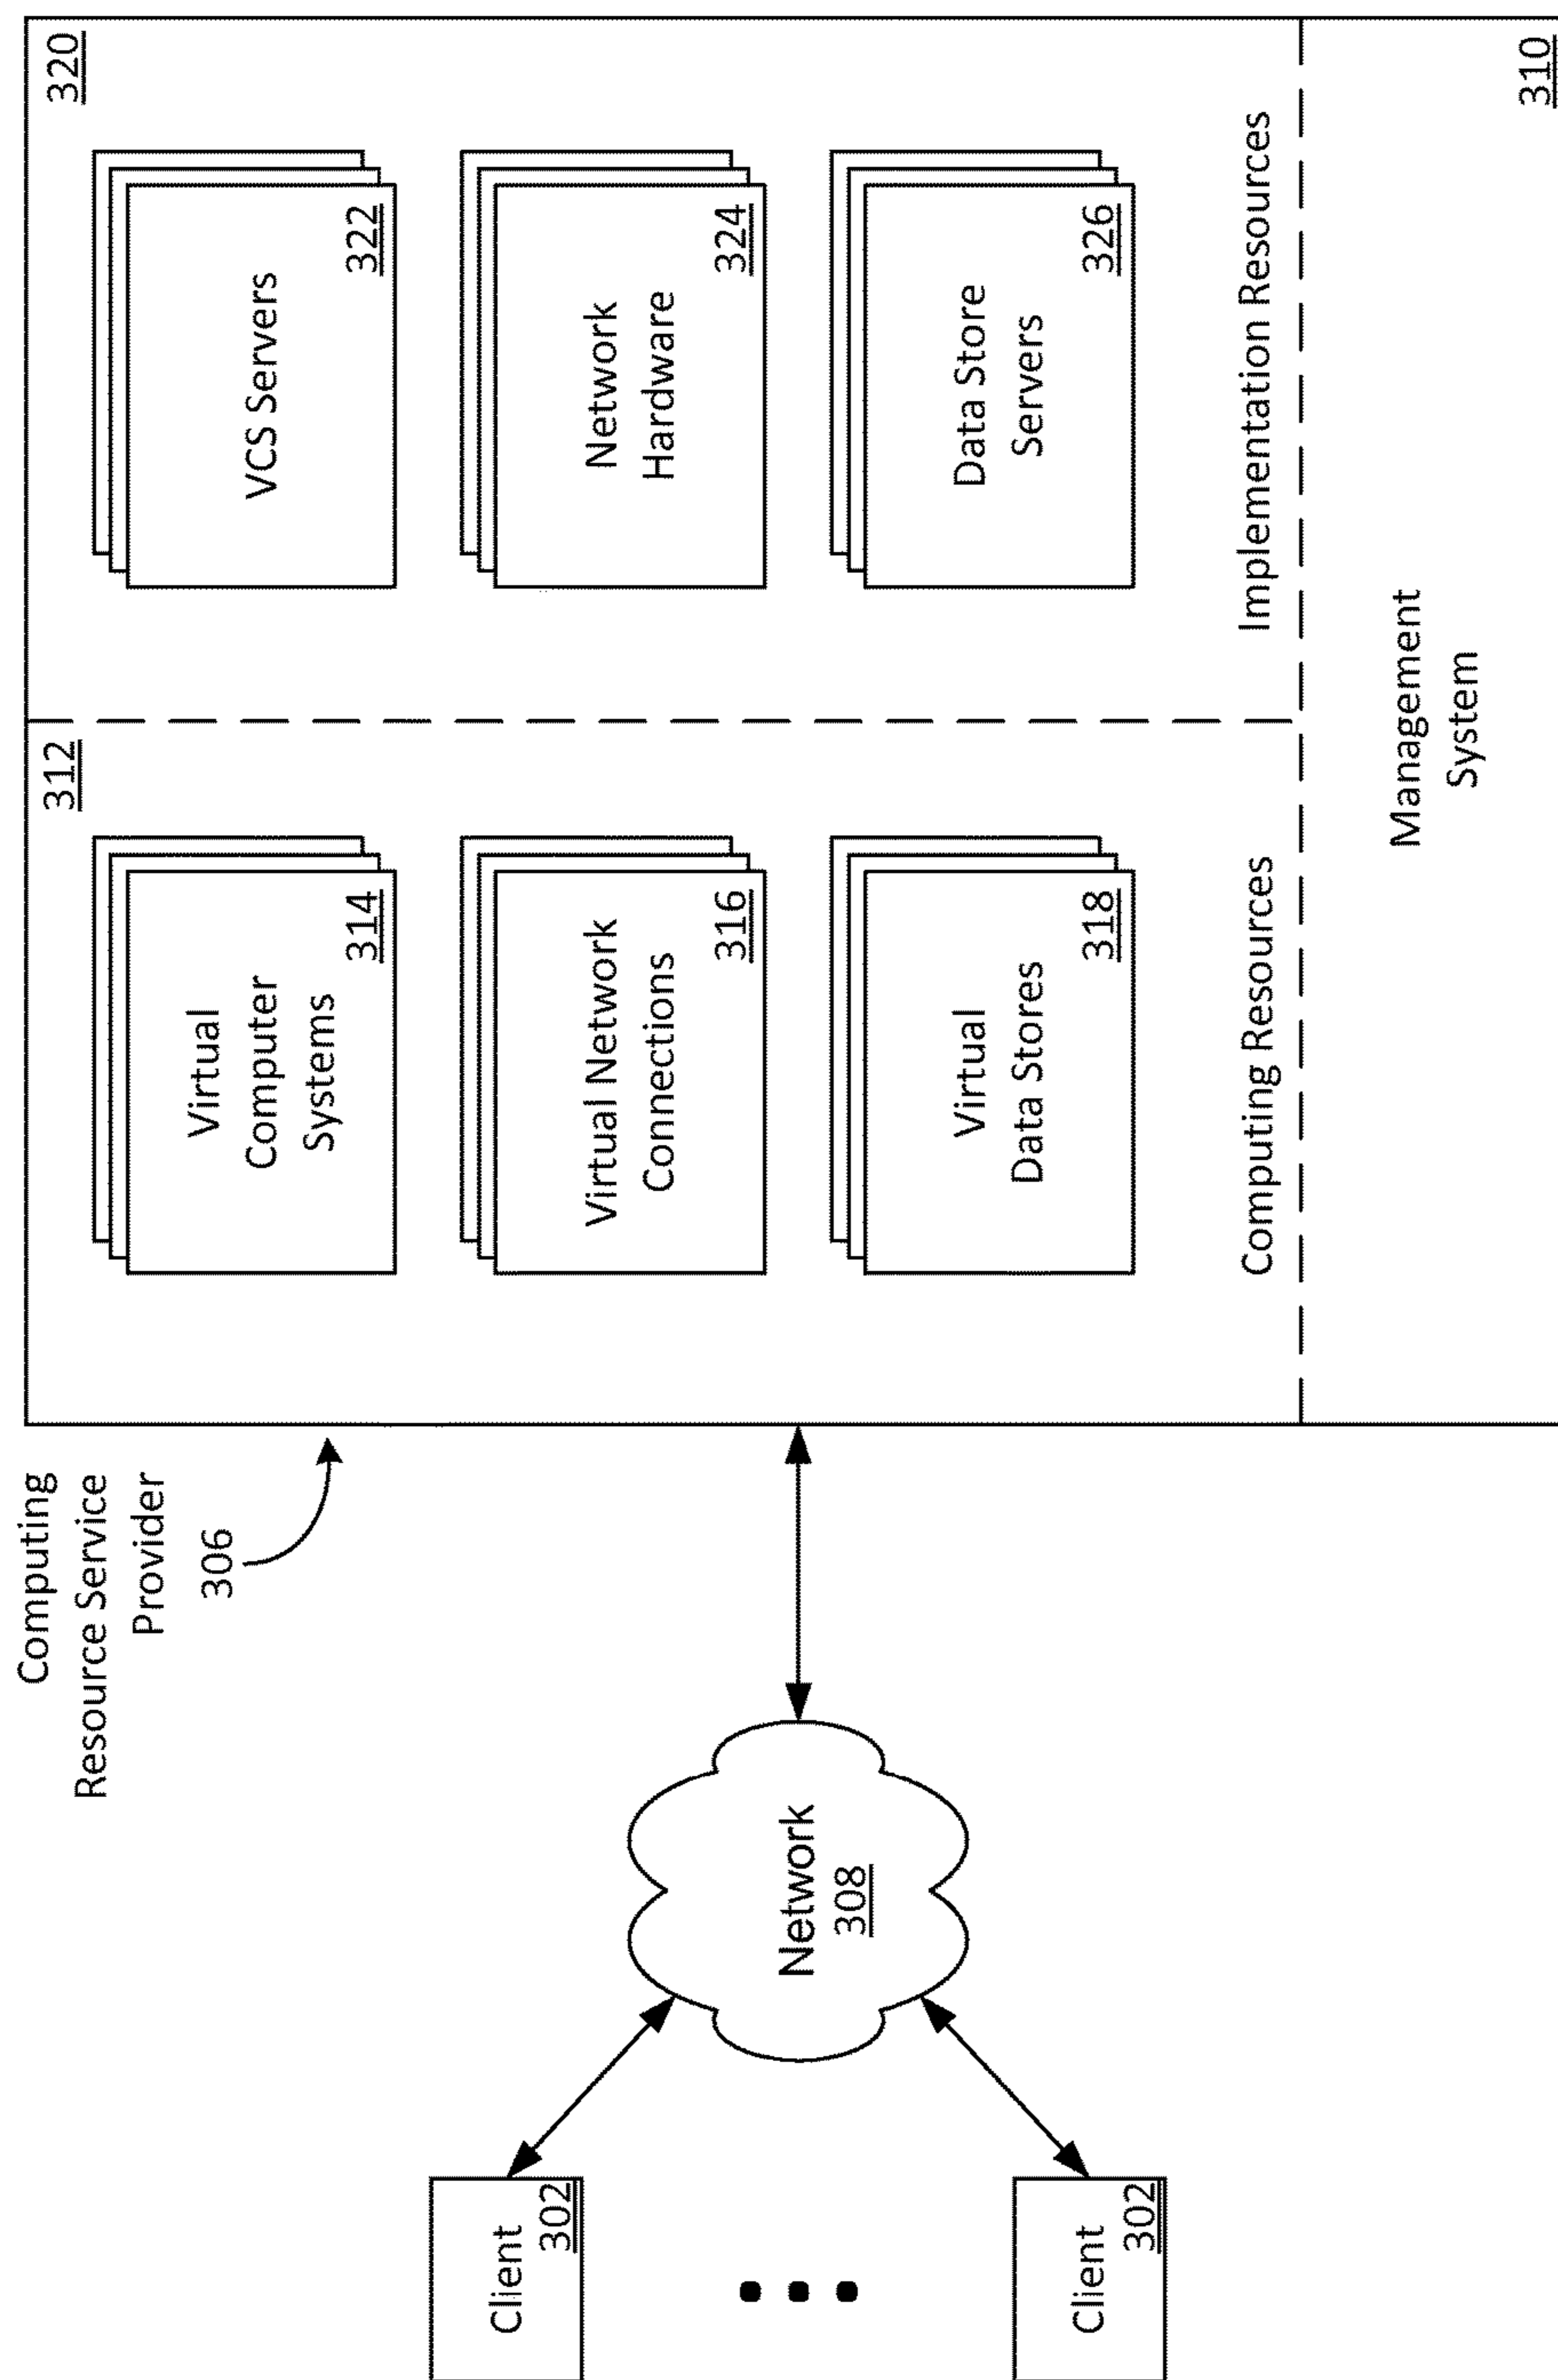 Computing
Resource Service
Provider
306
Client
302
Client
302
Network
308
312
Virtual
Computer
Systems
314
Virtual Network
Connections
316
Virtual
Data Stores
318
Computing Resources
320
VCS Servers
322
Network
Hardware
324
Data Store
Servers
326
Implementation Resources
Management
System
310